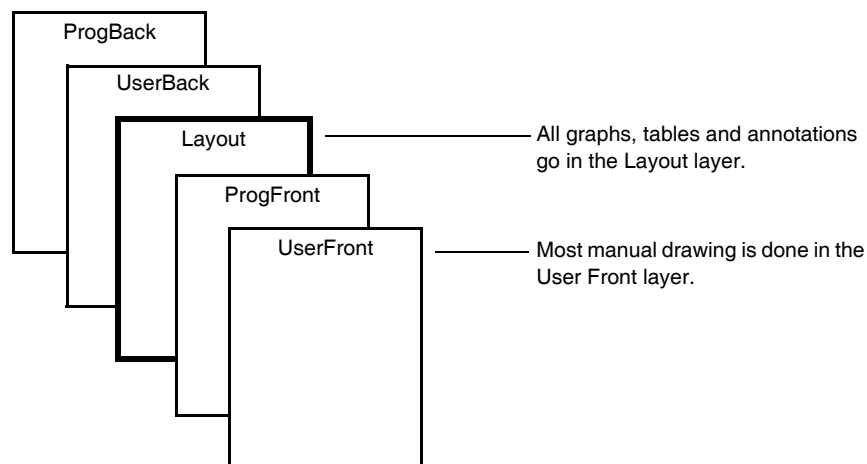 ProgBack
UserBack
Layout
All graphs, tables and annotations
go in the Layout layer.
ProgFront
UserFront
Most manual drawing is done in the
User Front layer.